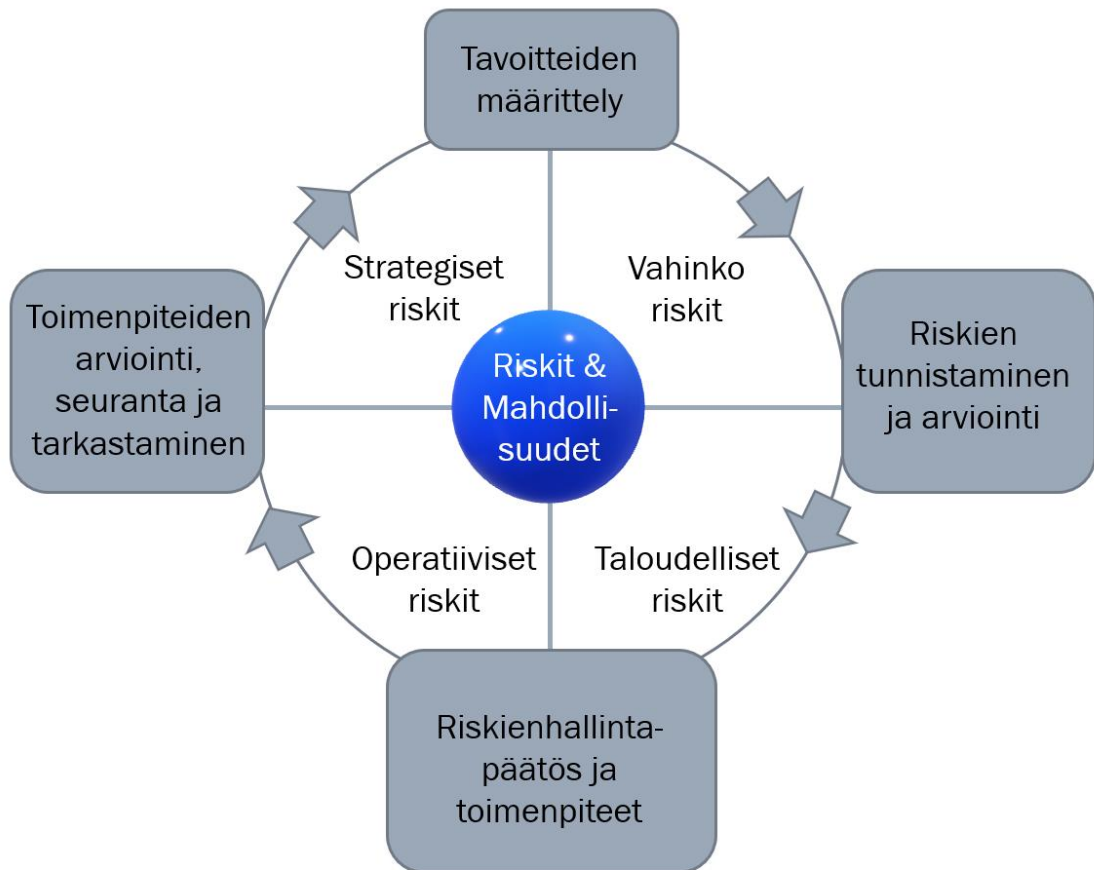 Tavoitteiden
määrittely
Strategiset
riskit
Vahinko
riskit
Toimenpiteiden
arviointi,
seuranta ja
tarkastaminen
Riskit &
Mahdolli-
suudet
Riskien
tunnistaminen
ja arviointi
Operatiiviset
riskit
Taloudelliset
riskit
Riskienhallinta-
päätös ja
toimenpiteet